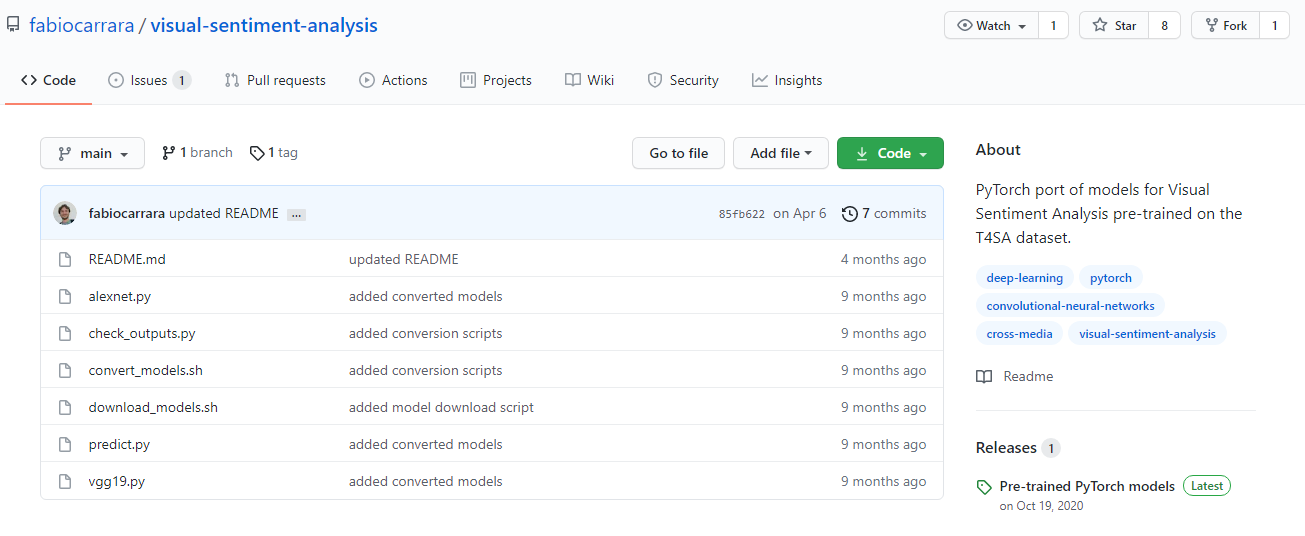 fabiocarrara / visual-sentiment-analysis
Watch 1 Star 8 Fork 1
Code Issues 1 Pull requests Actions Projects Wiki Security Insights
main 1 branch 1 tag Go to file Add file Code
fabiocarrara updated README ... 85fb622 on Apr 6 7 commits
README.md updated README 4 months ago
alexnet.py added converted models 9 months ago
check_outputs.py added conversion scripts 9 months ago
convert_models.sh added conversion scripts 9 months ago
download_models.sh added model download script 9 months ago
predict.py added converted models 9 months ago
vgg19.py added converted models 9 months ago
About
PyTorch port of models for Visual
Sentiment Analysis pre-trained on the
T4SA dataset.
deep-learning pytorch
convolutional-neural-networks
cross-media visual-sentiment-analysis
Readme
Releases 1
Pre-trained PyTorch models Latest
on Oct 19, 2020